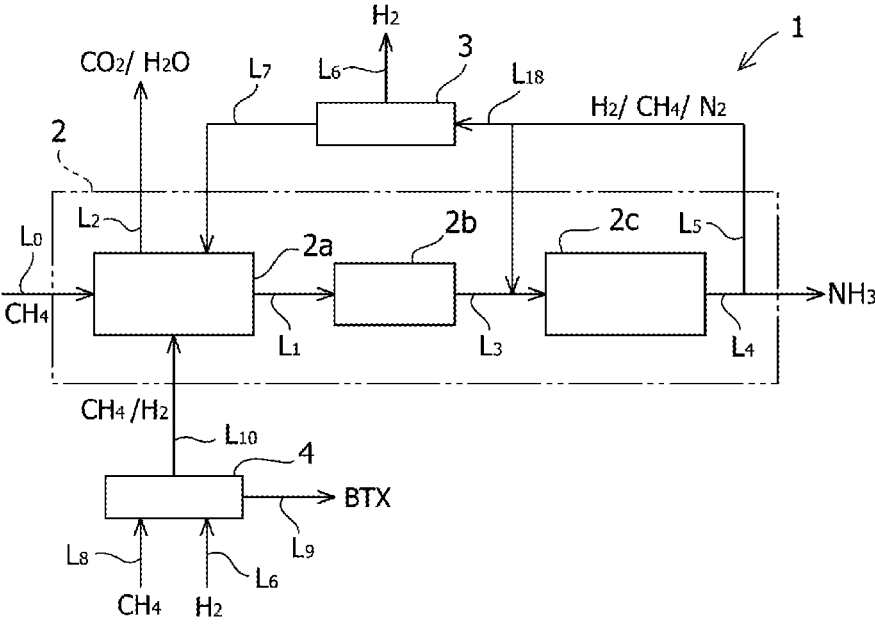 H2
1
CO2/ H2O
L7
L6
3
L18
H2/ CH4/ N2
2
L2
2a
2b
2c
L5
L0
CH4
NH3
L1
L3
L4
CH4 /H2
L10
4
BTX
L9
L8
L6
CH4
H2